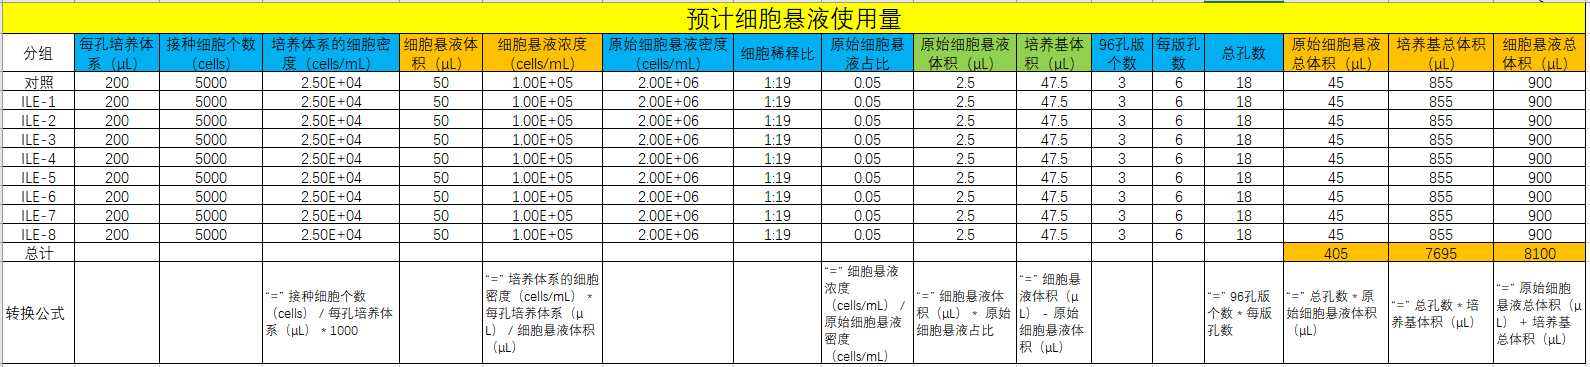 预计细胞悬液使用量
分组 每孔培养体系（μL） 接种细胞个数（cells） 培养体系的细胞密度（cells/mL） 细胞悬液体积（μL） 细胞悬液浓度（cells/mL） 原始细胞悬液密度（cells/mL） 细胞稀释比 原始细胞悬液占比 原始细胞悬液体积（μL） 培养基体积（μL） 96孔版个数 每版孔数 总孔数 原始细胞悬液总体积（μL） 培养基总体积（μL） 细胞悬液总体积（μL）
对照 200 5000 2.50E+04 50 1.00E+05 2.00E+06 1:19 0.05 2.5 47.5 3 6 18 45 855 900
ILE-1 200 5000 2.50E+04 50 1.00E+05 2.00E+06 1:19 0.05 2.5 47.5 3 6 18 45 855 900
ILE-2 200 5000 2.50E+04 50 1.00E+05 2.00E+06 1:19 0.05 2.5 47.5 3 6 18 45 855 900
ILE-3 200 5000 2.50E+04 50 1.00E+05 2.00E+06 1:19 0.05 2.5 47.5 3 6 18 45 855 900
ILE-4 200 5000 2.50E+04 50 1.00E+05 2.00E+06 1:19 0.05 2.5 47.5 3 6 18 45 855 900
ILE-5 200 5000 2.50E+04 50 1.00E+05 2.00E+06 1:19 0.05 2.5 47.5 3 6 18 45 855 900
ILE-6 200 5000 2.50E+04 50 1.00E+05 2.00E+06 1:19 0.05 2.5 47.5 3 6 18 45 855 900
ILE-7 200 5000 2.50E+04 50 1.00E+05 2.00E+06 1:19 0.05 2.5 47.5 3 6 18 45 855 900
ILE-8 200 5000 2.50E+04 50 1.00E+05 2.00E+06 1:19 0.05 2.5 47.5 3 6 18 45 855 900
总计 405 7695 8100
转换公式
“=” 接种细胞个数
（cells）/ 每孔培养体
系（μL）* 1000
“=” 培养体系的细胞
密度（cells/mL）*
每孔培养体系（μ
L）/ 细胞悬液体积
（μL）
“=” 细胞悬液
浓度
（cells/mL）/
原始细胞悬液
密度
（cells/mL）
“=” 细胞悬液体
积（μL）* 原始
细胞悬液占比
“=” 细胞悬
液体积（μ
L）- 原始
细胞悬液体
积（μL）
“=” 96孔版
个数 * 每版
孔数
“=” 总孔数 * 原
始细胞悬液体积
（μL）
“=” 总孔数 * 培
养基体积（μL）
“=” 原始细胞
悬液总体积（μ
L）+ 培养基
总体积（μL）